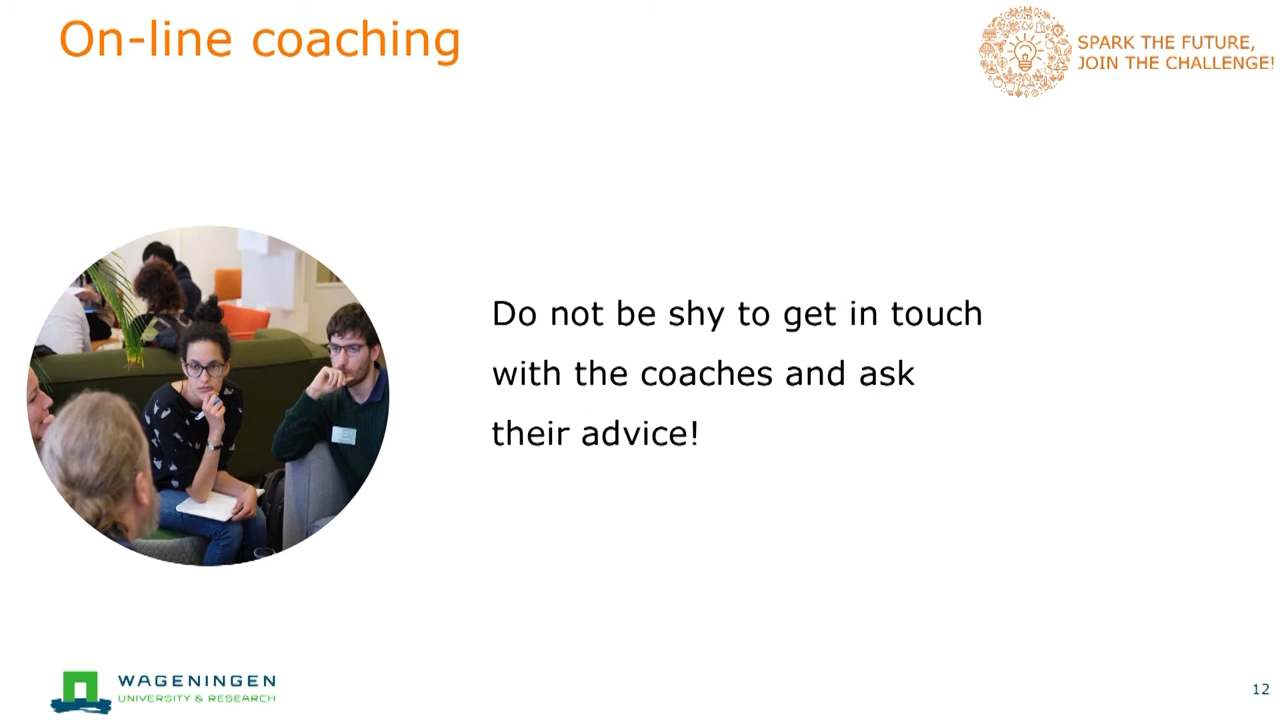 On-line coaching
SPARK THE FUTURE,
JOIN THE CHALLENGE!
Do not be shy to get in touch
with the coaches and ask
their advice!
WAGENINGEN
UNIVERSITY & RESEARCH
12